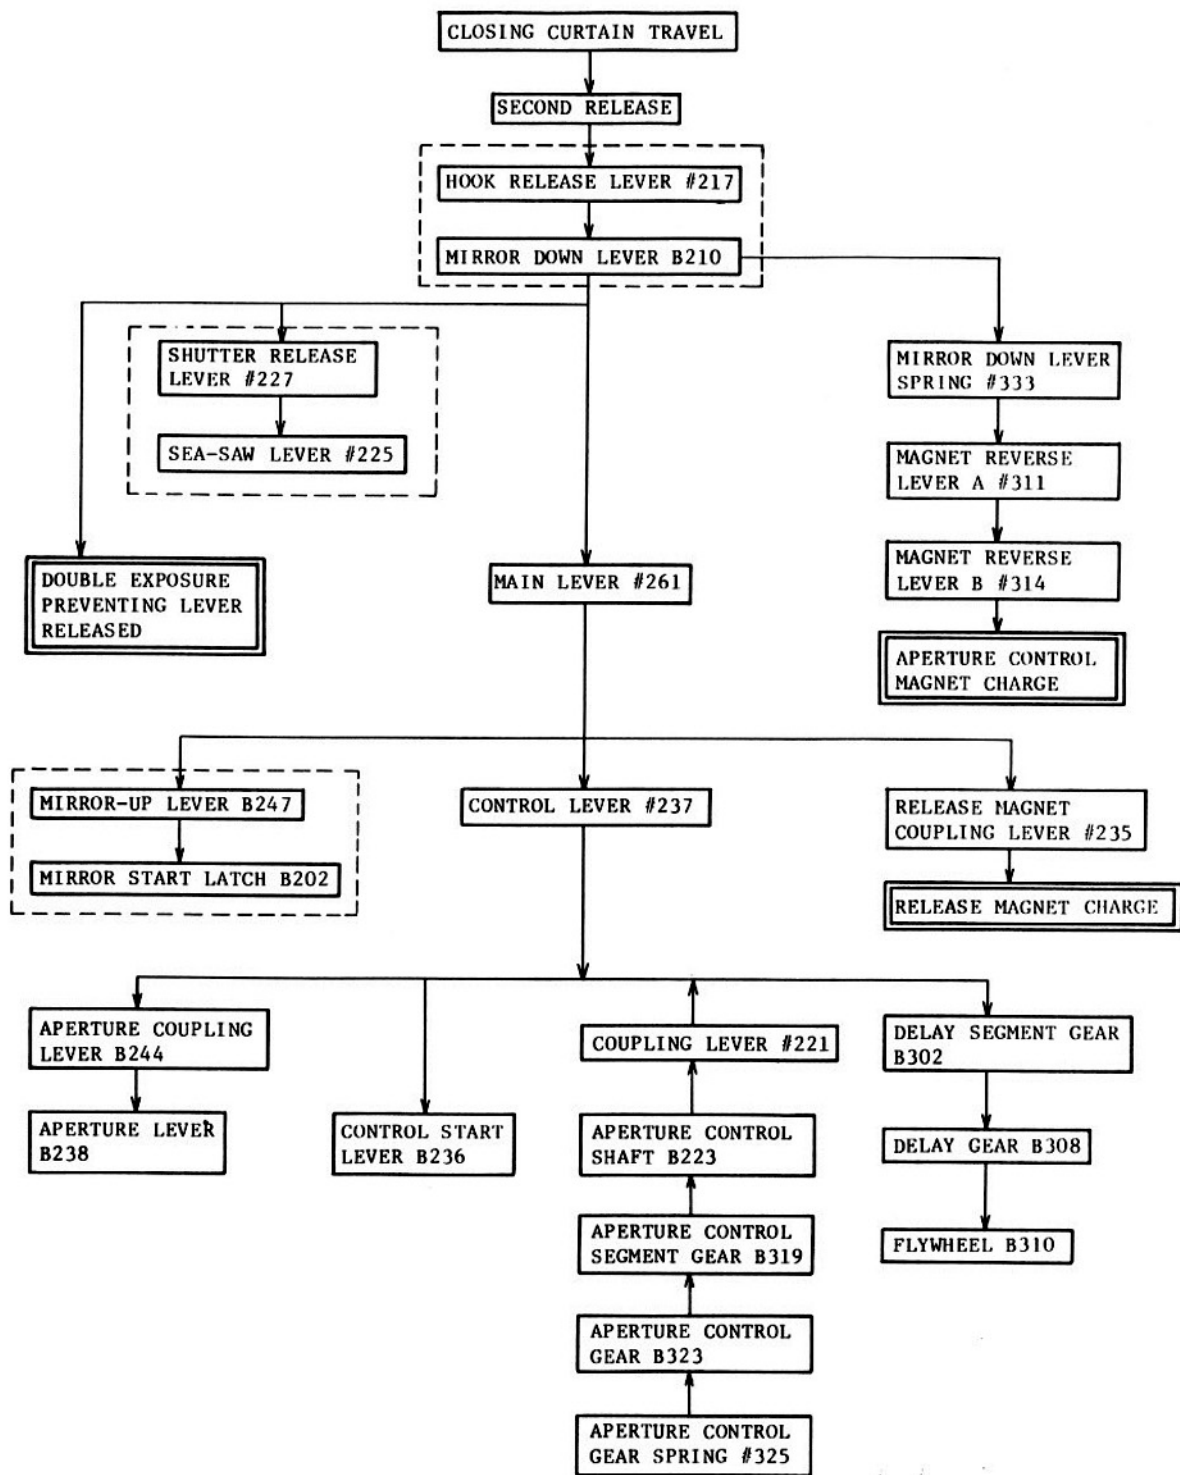 CLOSING CURTAIN TRAVEL
SECOND RELEASE
HOOK RELEASE LEVER #217
MIRROR DOWN LEVER B210
SHUTTER RELEASE
LEVER #227
SEA-SAW LEVER #225
MIRROR DOWN LEVER
SPRING #333
MAGNET REVERSE
LEVER A #311
MAGNET REVERSE
LEVER B #314
APERTURE CONTROL
MAGNET CHARGE
DOUBLE EXPOSURE
PREVENTING LEVER
RELEASED
MAIN LEVER #261
MIRROR-UP LEVER B247
MIRROR START LATCH B202
CONTROL LEVER #237
RELEASE MAGNET
COUPLING LEVER #235
RELEASE MAGNET CHARGE
APERTURE COUPLING
LEVER B244
APERTURE LEVER
B238
CONTROL START
LEVER B236
COUPLING LEVER #221
APERTURE CONTROL
SHAFT B223
APERTURE CONTROL
SEGMENT GEAR B319
APERTURE CONTROL
GEAR B323
APERTURE CONTROL
GEAR SPRING #325
DELAY SEGMENT GEAR
B302
DELAY GEAR B308
FLYWHEEL B310